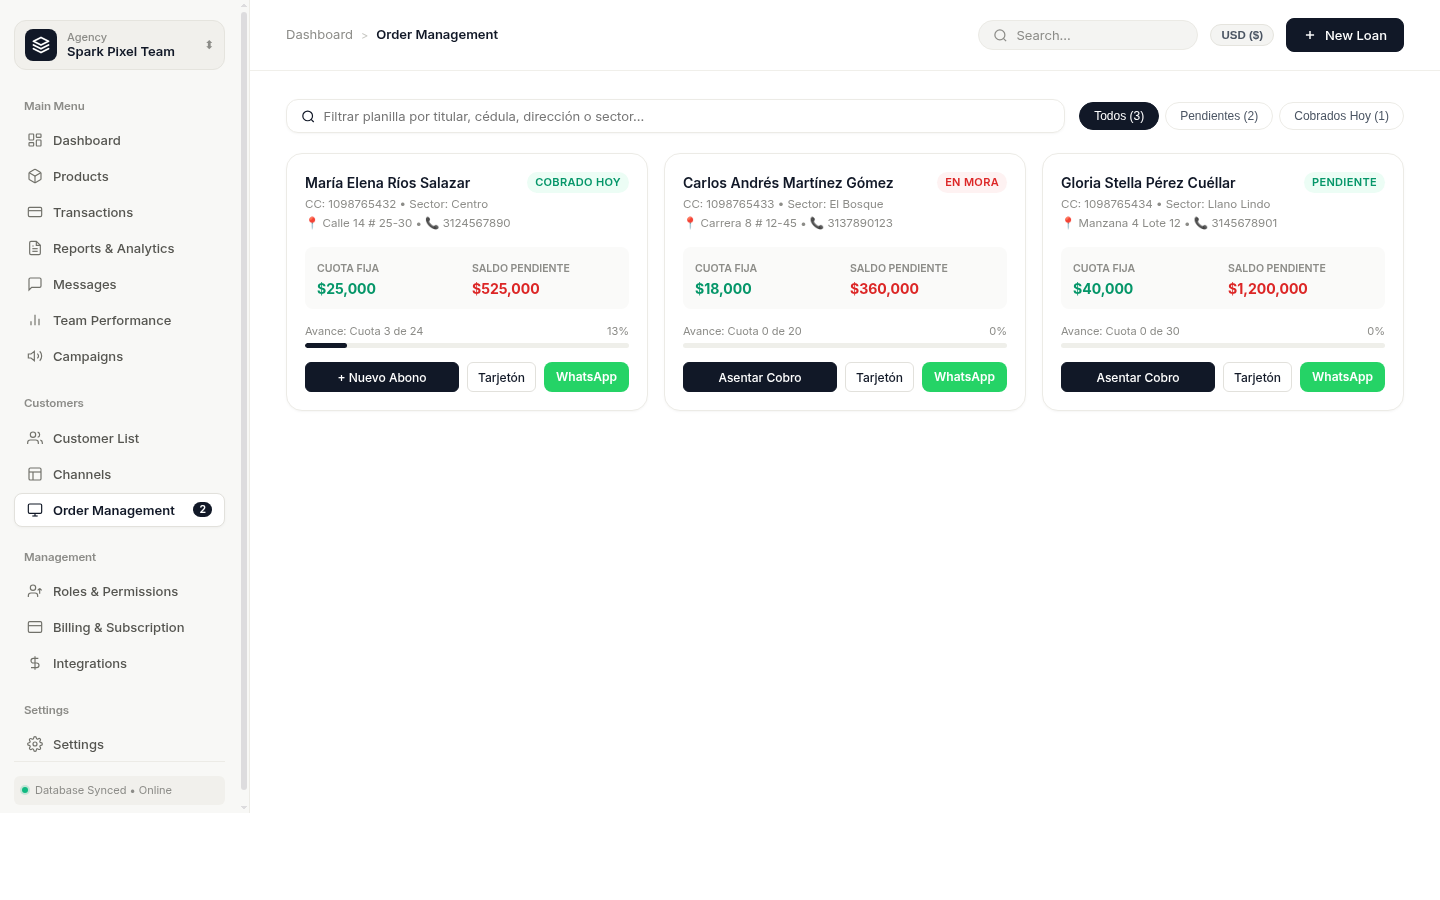 Agency
Spark Pixel Team
Main Menu
Dashboard
Products
Transactions
Reports & Analytics
Messages
Team Performance
Campaigns
Customers
Customer List
Channels
Order Management 2
Management
Roles & Permissions
Billing & Subscription
Integrations
Settings
Settings
Database Synced • Online
Dashboard > Order Management
Search...
USD ($)
+ New Loan
Filtrar planilla por titular, cédula, dirección o sector...
Todos (3) Pendientes (2) Cobrados Hoy (1)
María Elena Ríos Salazar COBRADO HOY
CC: 1098765432 • Sector: Centro
📍 Calle 14 # 25-30 • 📞 3124567890
CUOTA FIJA SALDO PENDIENTE
$25,000 $525,000
Avance: Cuota 3 de 24 13%
+ Nuevo Abono Tarjetón WhatsApp
Carlos Andrés Martínez Gómez EN MORA
CC: 1098765433 • Sector: El Bosque
📍 Carrera 8 # 12-45 • 📞 3137890123
CUOTA FIJA SALDO PENDIENTE
$18,000 $360,000
Avance: Cuota 0 de 20 0%
Asentar Cobro Tarjetón WhatsApp
Gloria Stella Pérez Cuéllar PENDIENTE
CC: 1098765434 • Sector: Llano Lindo
📍 Manzana 4 Lote 12 • 📞 3145678901
CUOTA FIJA SALDO PENDIENTE
$40,000 $1,200,000
Avance: Cuota 0 de 30 0%
Asentar Cobro Tarjetón WhatsApp